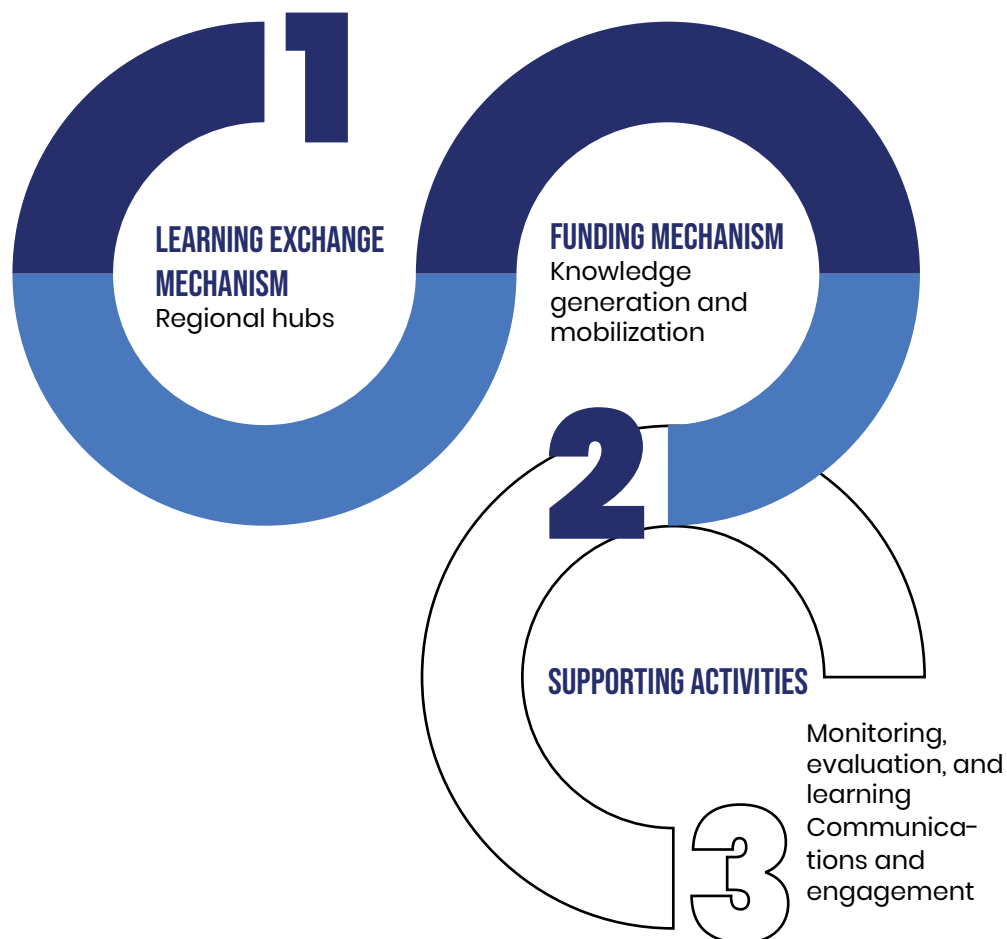 1
LEARNING EXCHANGE
MECHANISM
Regional hubs
FUNDING MECHANISM
Knowledge
generation and
mobilization
2
SUPPORTING ACTIVITIES
Monitoring,
evaluation, and
learning
Communica-
tions and
engagement
3